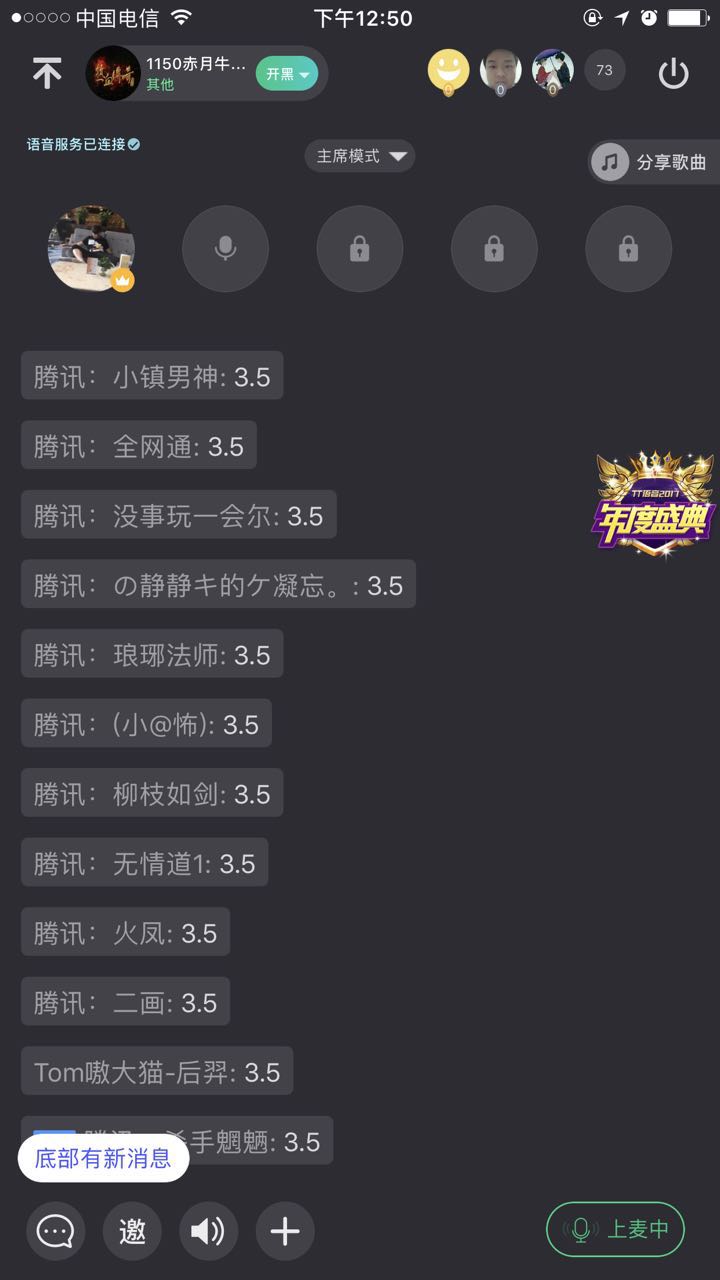 中国电信
下午12:50
1150赤月牛...
其他
开黑
0
0
0
73
语音服务已连接
主席模式
分享歌曲
腾讯：小镇男神: 3.5
腾讯：全网通: 3.5
腾讯：没事玩一会尔: 3.5
TT语音2017
年度盛典
腾讯：の静静キ的ケ凝忘。: 3.5
腾讯：琅琊法师: 3.5
腾讯：(小@怖): 3.5
腾讯：柳枝如剑: 3.5
腾讯：无情道1: 3.5
腾讯：火凤: 3.5
腾讯：二画: 3.5
Tom嗷大猫-后羿: 3.5
手魍魉: 3.5
底部有新消息
邀
上麦中